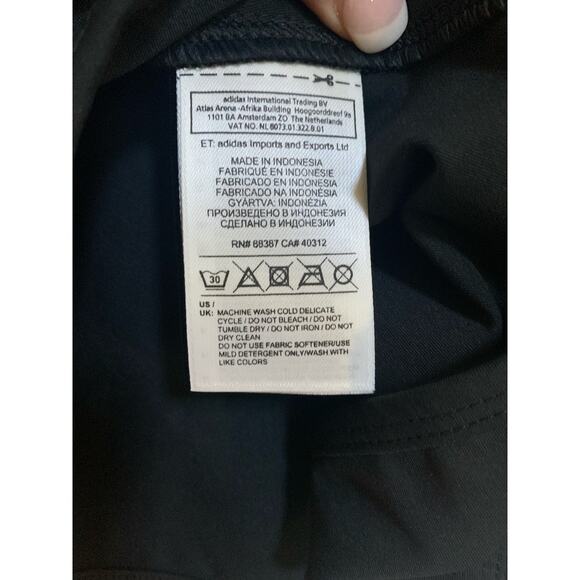 adidas International Trading BV
Atlas Arena -Afrika Building Hoogoorddreef 9a
1101 BA Amsterdam ZO The Netherlands
VAT NO. NL 8073.01.322.B.01
ET: adidas Imports and Exports Ltd
MADE IN INDONESIA
FABRIQUÉ EN INDONÉSIE
FABRICADO EN INDONESIA
FABRICADO NA INDONÉSIA
GYÁRTVA: INDONÉZIA
ПРОИЗВЕДЕНО В ИНДОНЕЗИЯ
СДЕЛАНО В ИНДОНЕЗИИ
RN# 88387 CA# 40312
30
US /
UK: MACHINE WASH COLD DELICATE
CYCLE / DO NOT BLEACH / DO NOT
TUMBLE DRY / DO NOT IRON / DO NOT
DRY CLEAN
DO NOT USE FABRIC SOFTENER/USE
MILD DETERGENT ONLY/WASH WITH
LIKE COLORS